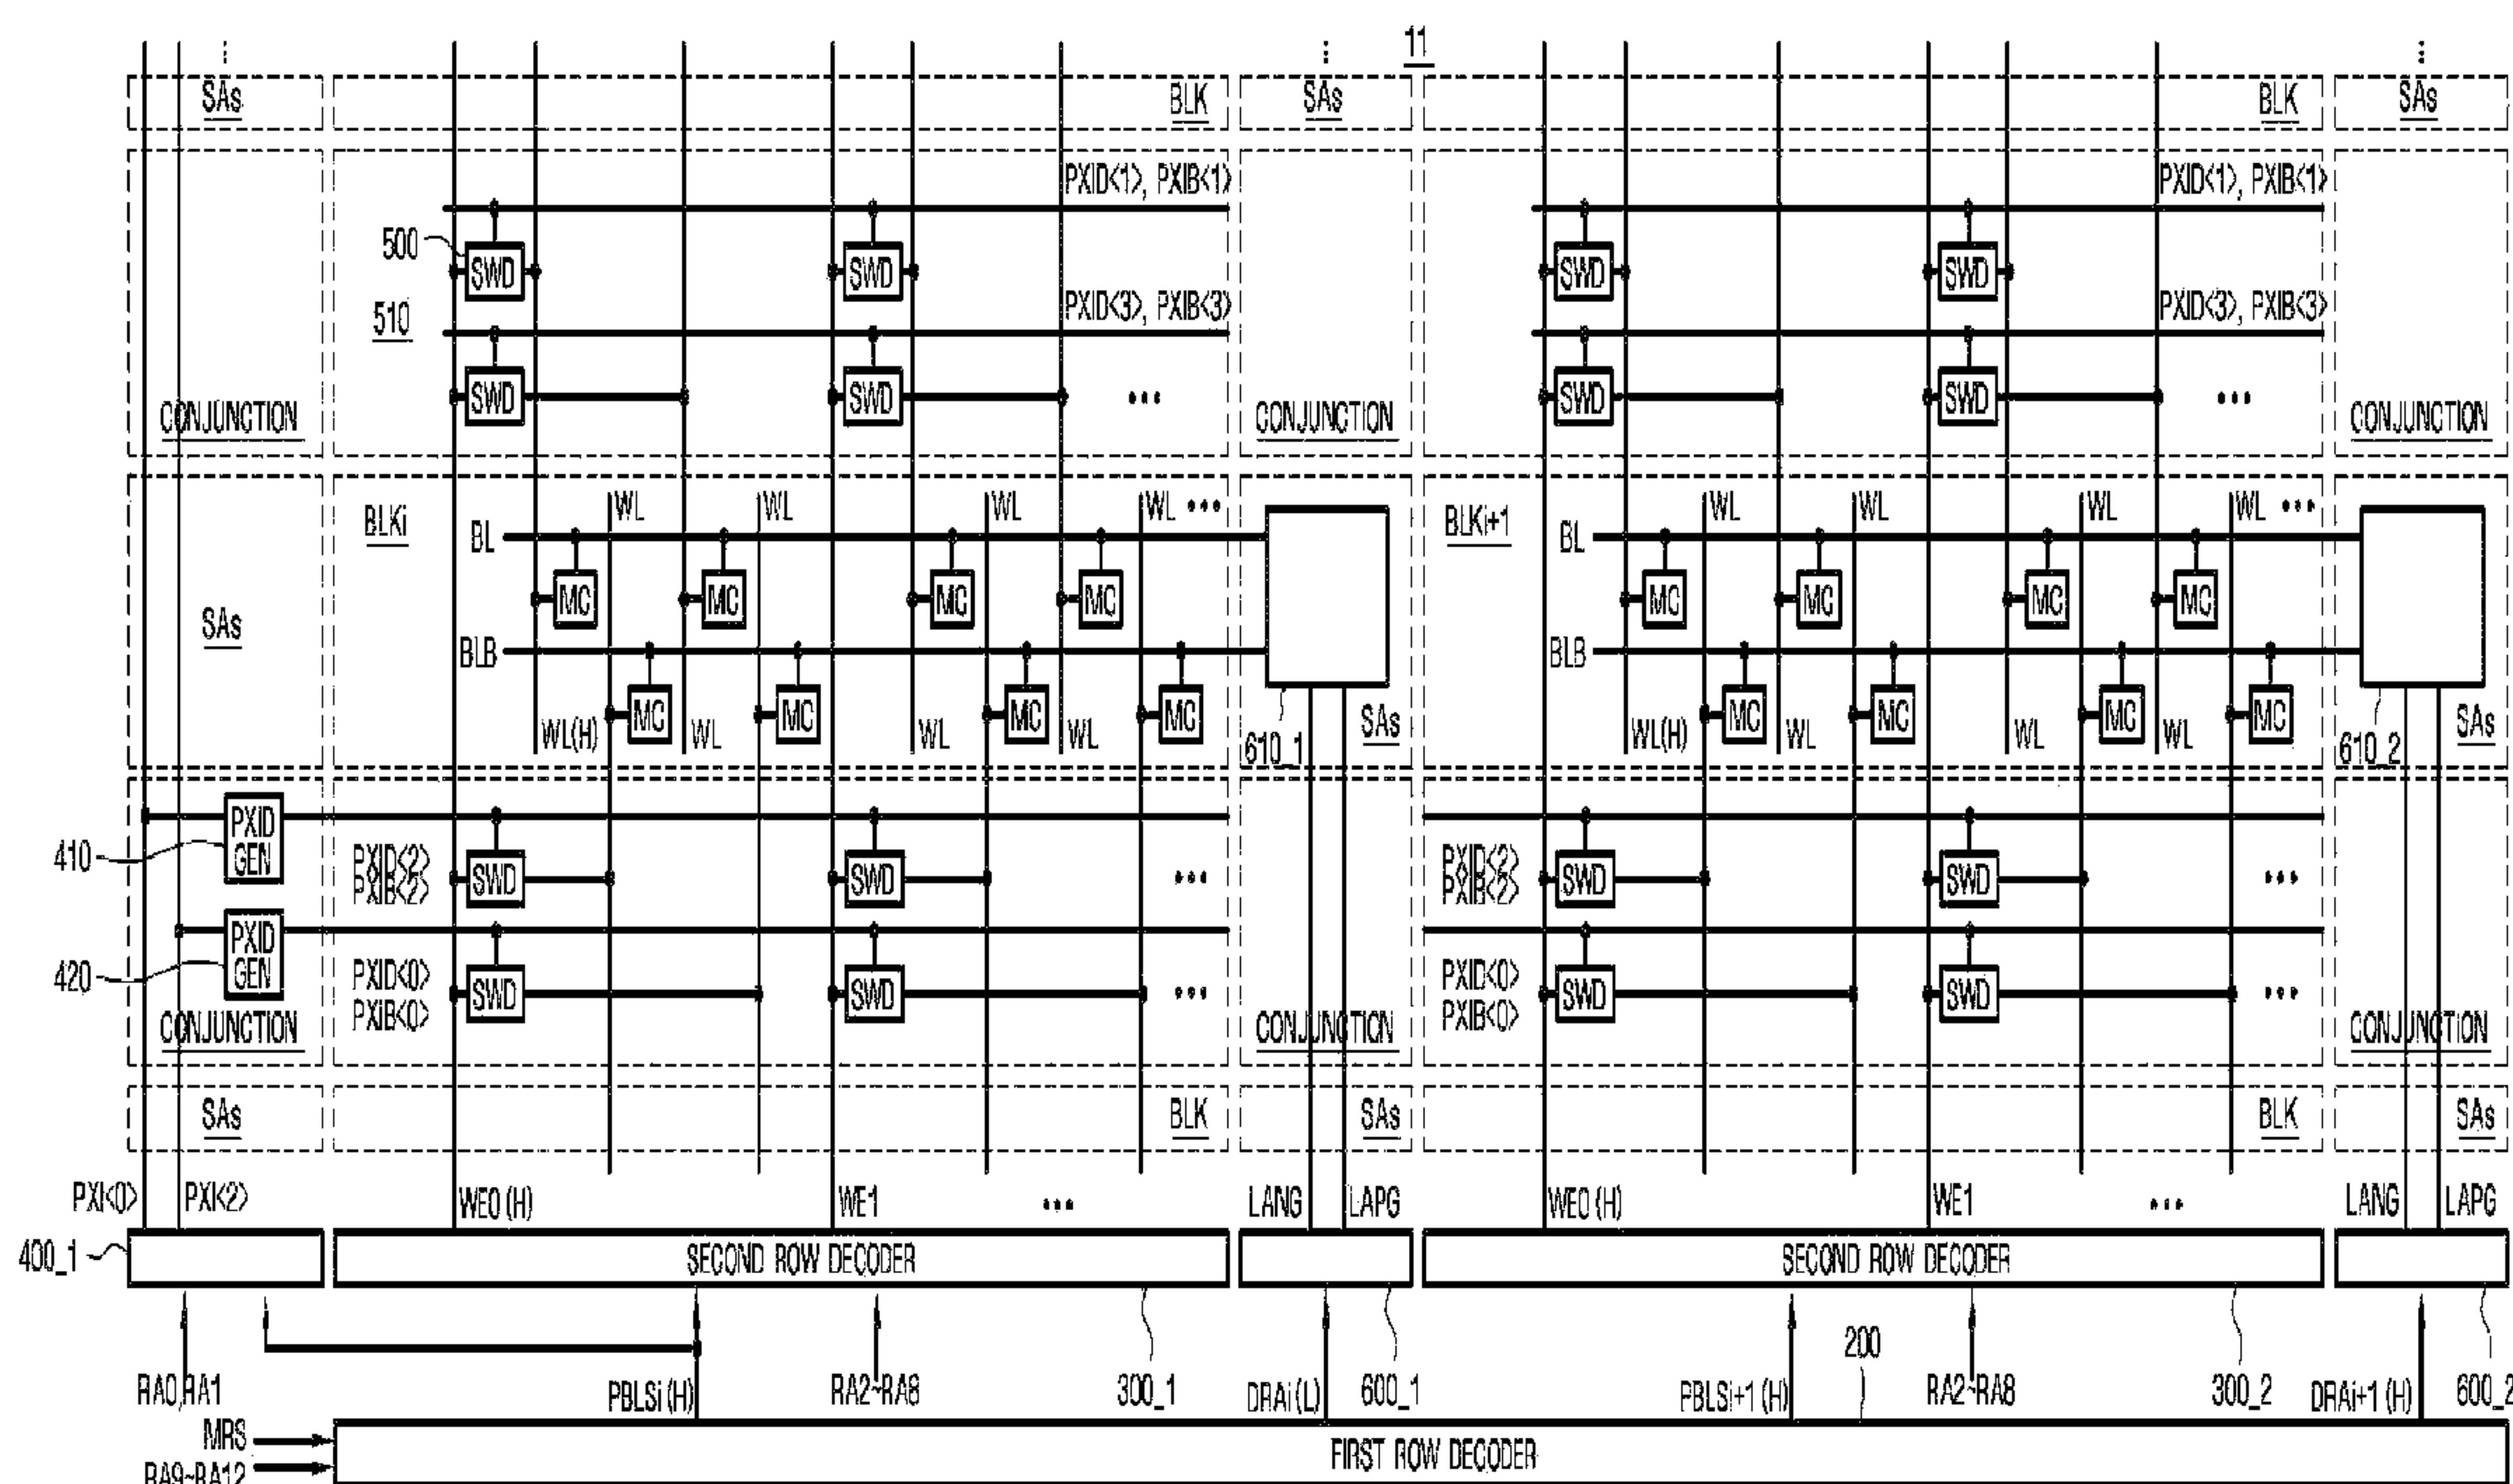 11
SAs BLK SAs BLK SAs
PXID<1>, PXIB<1> PXID<1>, PXIB<1>
500 SWD SWD SWD SWD
510 PXID<3>, PXIB<3> PXID<3>, PXIB<3>
SWD SWD ••• SWD SWD •••
CONJUNCTION CONJUNCTION CONJUNCTION
WL WL WL WL ••• WL WL WL WL •••
BLKi BL BLKi+1 BL
MC MC MC MC MC MC MC MC
SAs BLB BLB
MC MC MC MC MC MC MC MC
WL(H) WL WL WL SAs WL(H) WL WL WL SAs
610_1 610_2
PXID GEN
410 PXID<2> PXIB<2> SWD SWD ••• PXID<2> PXIB<2> SWD SWD •••
PXID GEN
420 PXID<0> SWD SWD ••• PXID<0> SWD SWD •••
CONJUNCTION PXIB<0> CONJUNCTION PXIB<0> CONJUNCTION
SAs BLK SAs BLK SAs
PXI<0> PXI<2> WE0 (H) WE1 ••• LANG LAPG WE0 (H) WE1 ••• LANG LAPG
400_1 SECOND ROW DECODER SECOND ROW DECODER
200
RA0,RA1 PBLSi (H) RA2~RA8 300_1 DRAi (L) 600_1 PBLSi+1 (H) RA2~RA8 300_2 DRAi+1 (H) 600_2
MRS
FIRST ROW DECODER
RA9~RA12